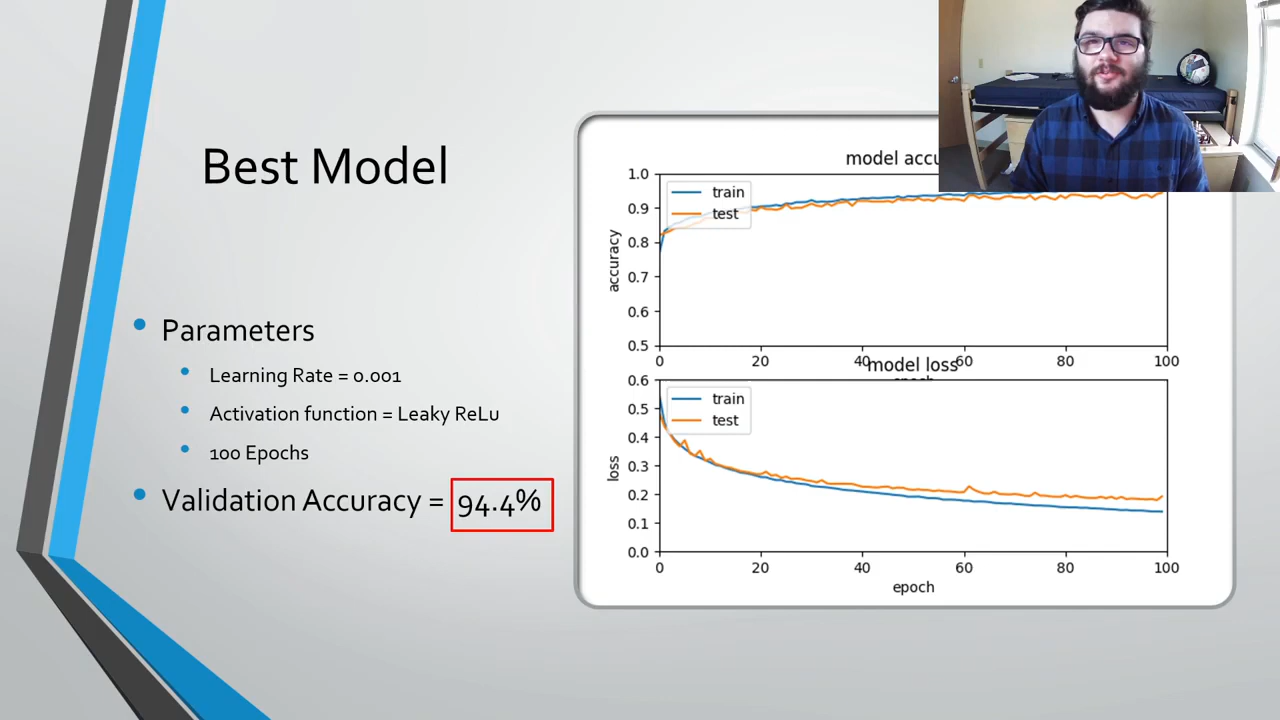 Best Model
Parameters
Learning Rate = 0.001
Activation function = Leaky ReLu
100 Epochs
Validation Accuracy = 94.4%
model accu
train
test
1.0
0.9
0.8
0.7
0.6
0.5
accuracy
0 20 40 60 80 100
model loss
train
test
0.6
0.5
0.4
0.3
0.2
0.1
0.0
loss
0 20 40 60 80 100
epoch